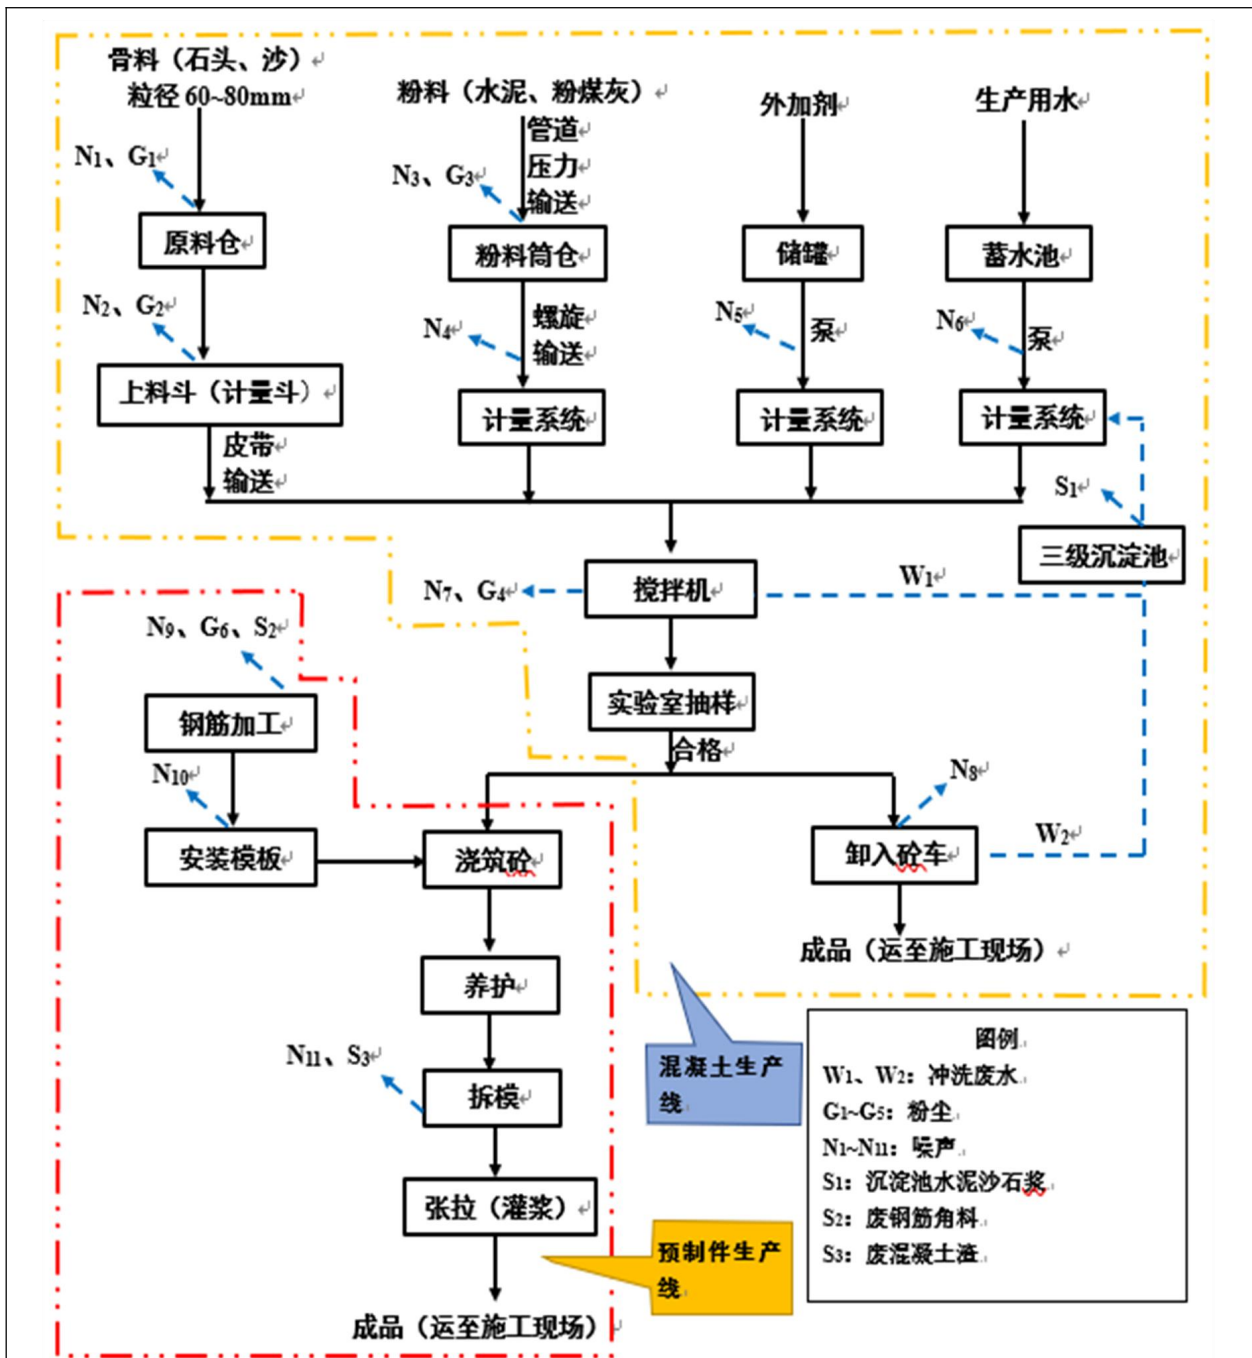 骨料（石头、沙）
粒径 60~80mm
粉料（水泥、粉煤灰）
外加剂
生产用水
管道
压力
输送
N1、G1
N3、G3
原料仓
粉料筒仓
储罐
蓄水池
N2、G2
N4
螺旋
输送
N5
泵
N6
泵
上料斗（计量斗）
计量系统
计量系统
计量系统
皮带
输送
S1
三级沉淀池
N7、G4
搅拌机
W1
N9、G6、S2
实验室抽样
钢筋加工
合格
N10
N8
安装模板
浇筑砼
卸入砼车
W2
成品（运至施工现场）
养护
N11、S3
拆模
混凝土生产
线
张拉（灌浆）
预制件生产
线
成品（运至施工现场）
图例
W1、W2：冲洗废水
G1~G5：粉尘
N1~N11：噪声
S1：沉淀池水泥沙石浆
S2：废钢筋角料
S3：废混凝土渣